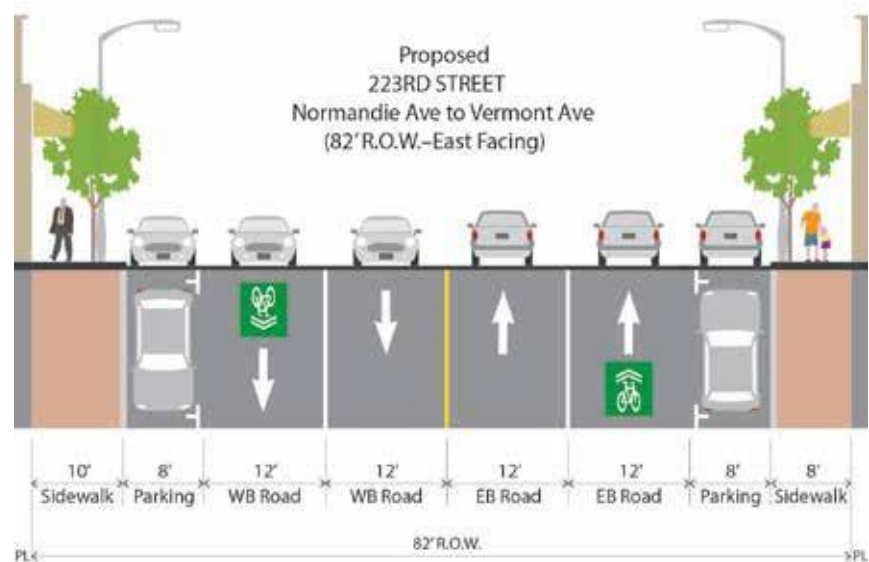 Proposed
223RD STREET
Normandie Ave to Vermont Ave
(82' R.O.W.–East Facing)
10' 8' 12' 12' 12' 12' 8' 8'
Sidewalk Parking WB Road WB Road EB Road EB Road Parking Sidewalk
82' R.O.W.
PL PL